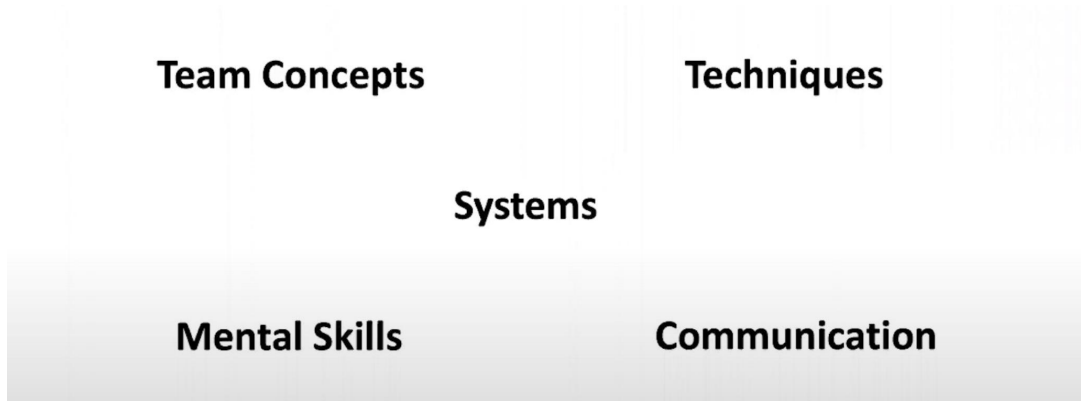 Team Concepts
Techniques
Systems
Mental Skills
Communication